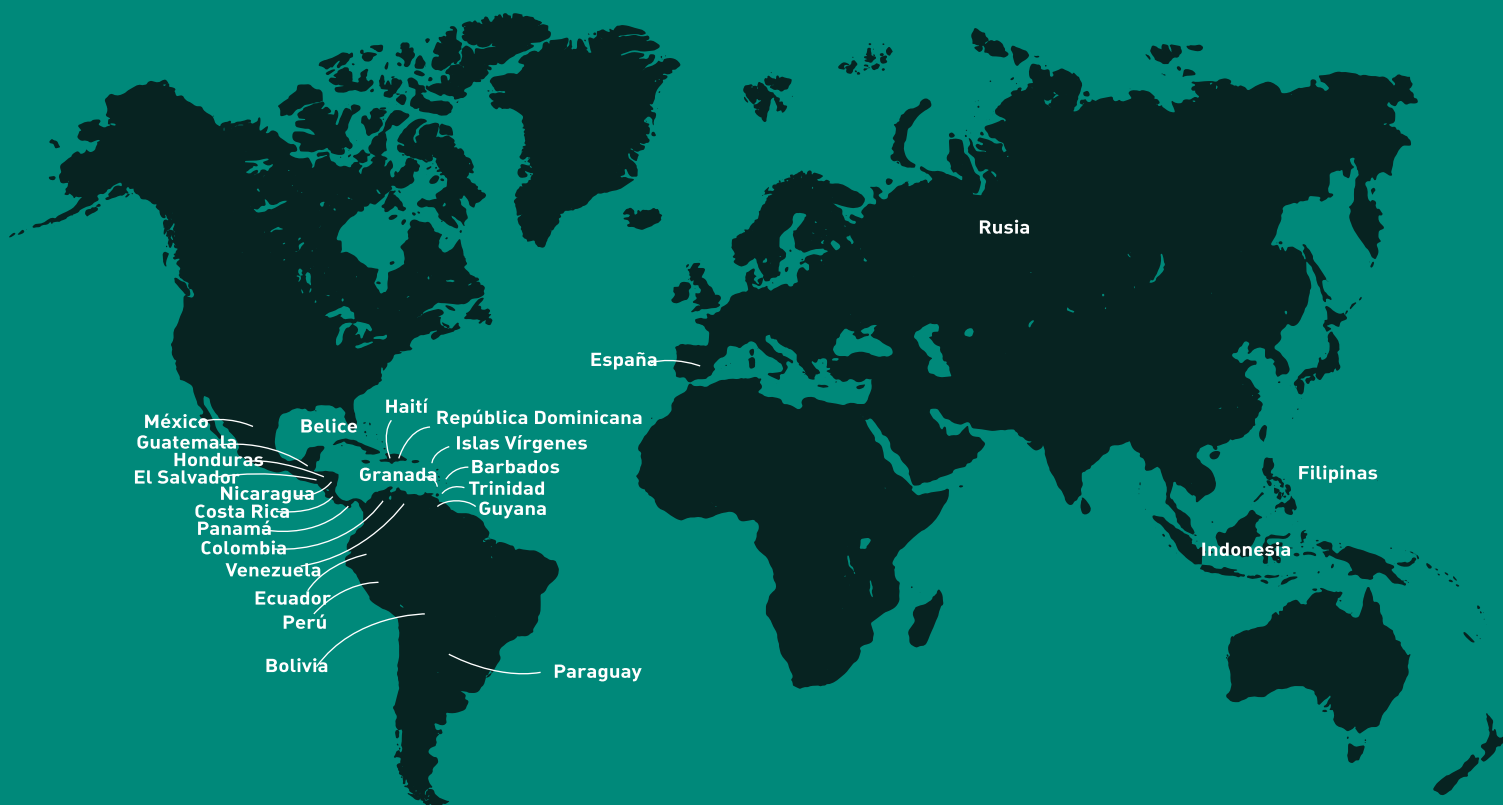 Rusia
España
Haití
República Dominicana
México
Belice
Guatemala
Islas Vírgenes
Honduras
Barbados
El Salvador
Granada
Filipinas
Trinidad
Nicaragua
Guyana
Costa Rica
Panamá
Colombia
Indonesia
Venezuela
Ecuador
Perú
Bolivia
Paraguay